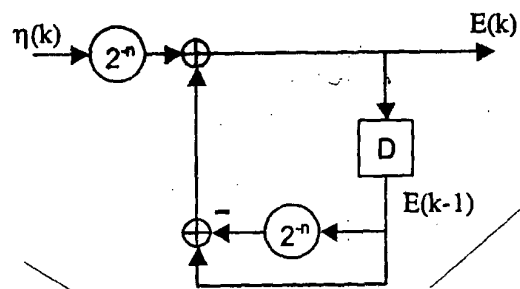 η(k)
2⁻ⁿ
E(k)
D
E(k-1)
-
2⁻ⁿ